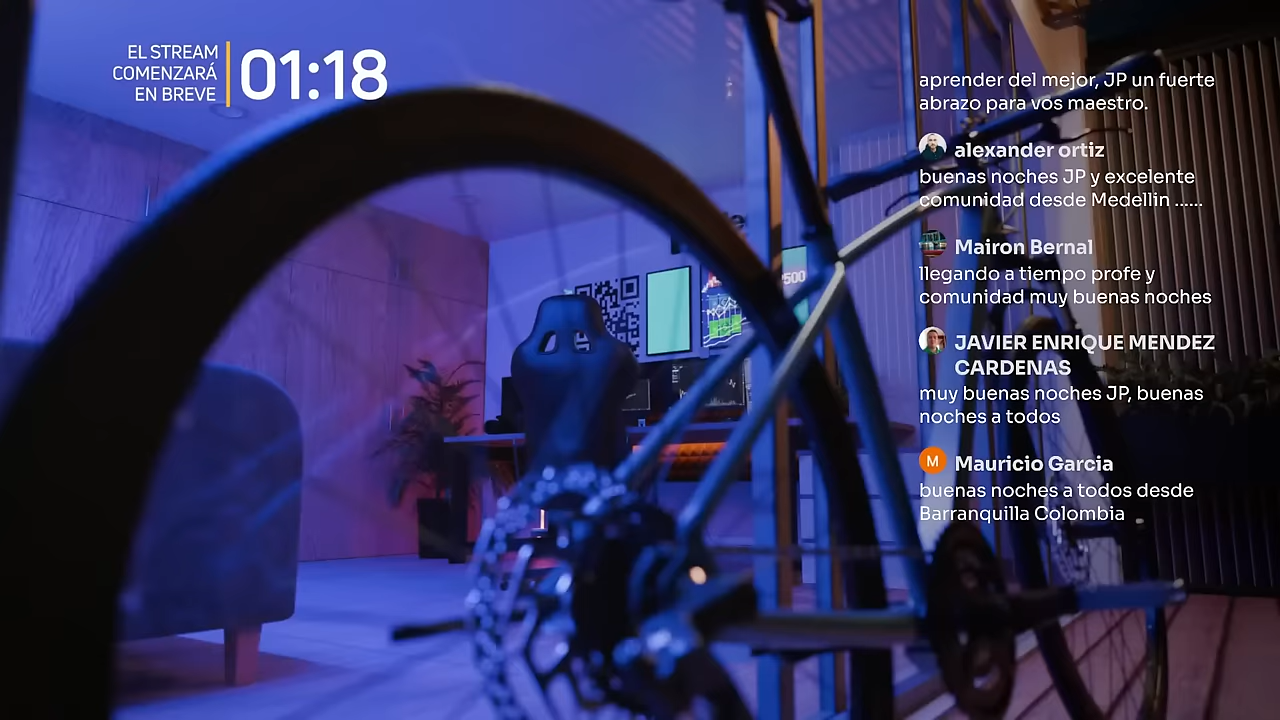 EL STREAM
COMENZARÁ
EN BREVE
01:18
aprender del mejor, JP un fuerte
abrazo para vos maestro.
alexander ortiz
buenas noches JP y excelente
comunidad desde Medellin ......
Mairon Bernal
llegando a tiempo profe y
comunidad muy buenas noches
JAVIER ENRIQUE MENDEZ
CARDENAS
muy buenas noches JP, buenas
noches a todos
M Mauricio Garcia
buenas noches a todos desde
Barranquilla Colombia